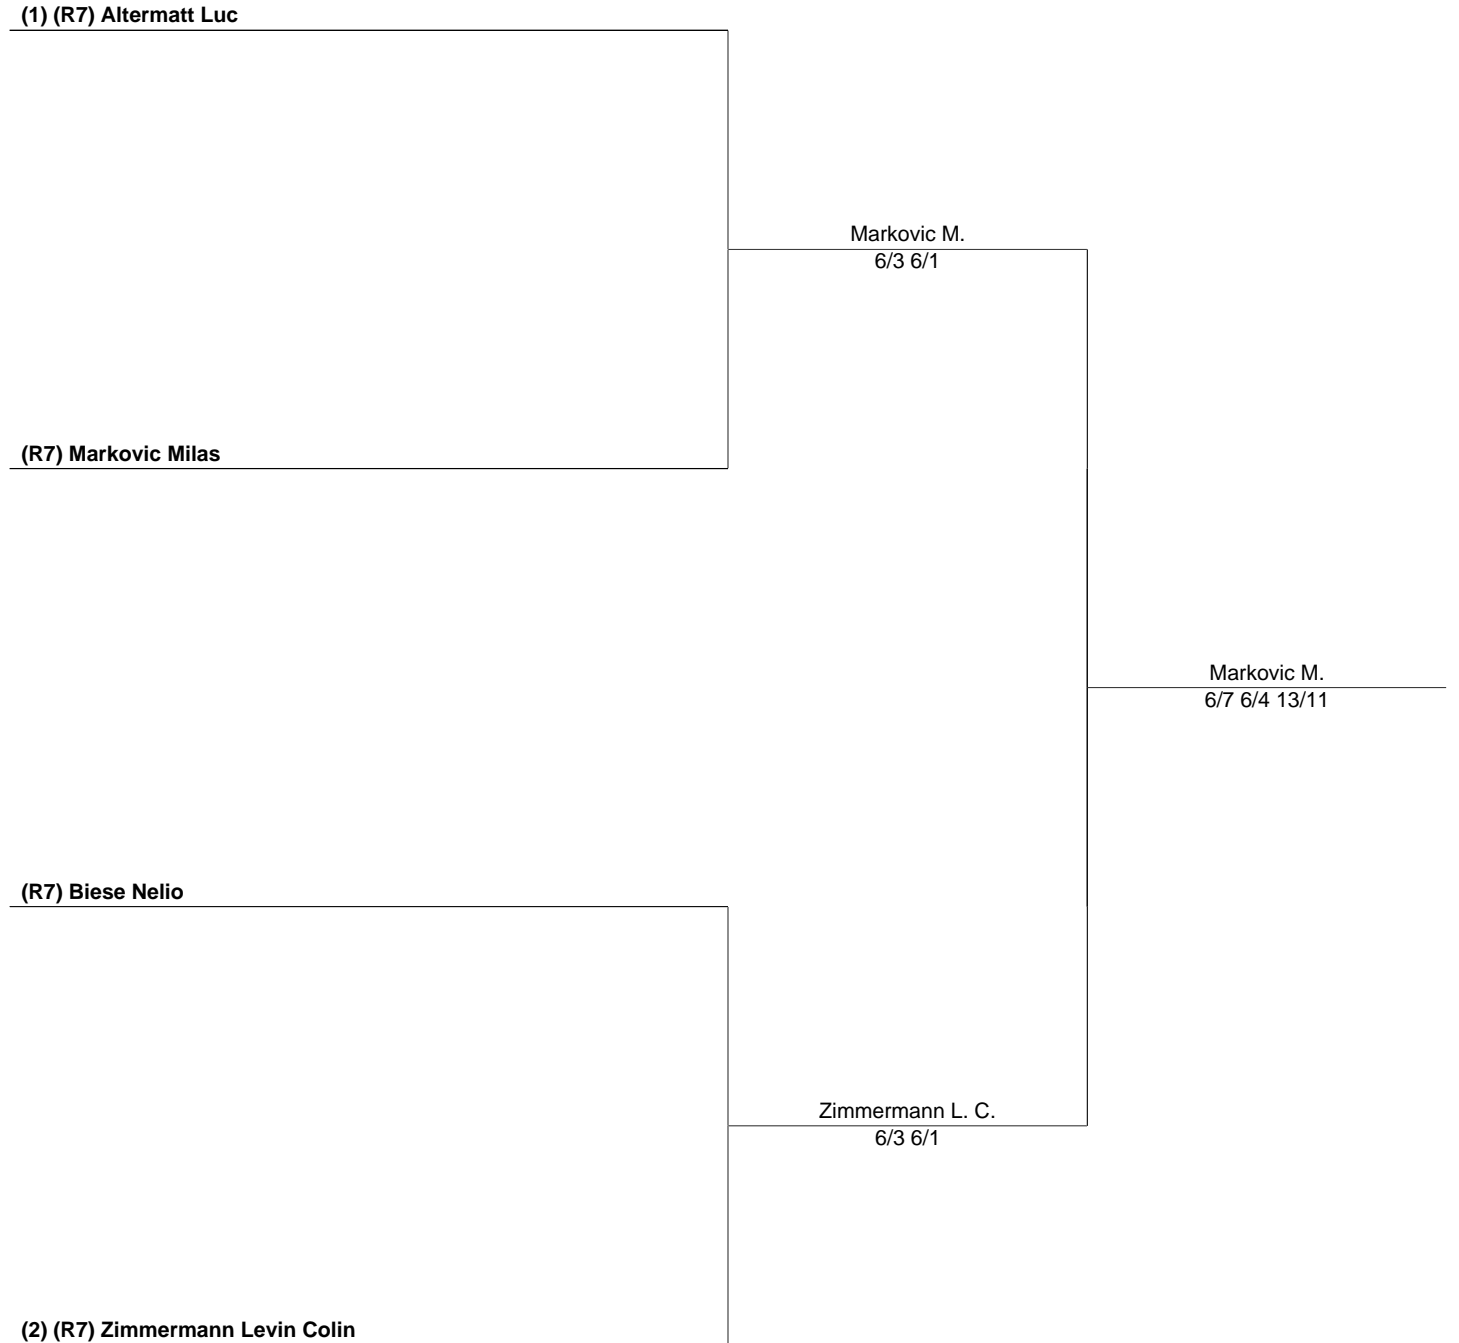 (1) (R7) Altermatt Luc
Markovic M.
6/3 6/1
(R7) Markovic Milas
Markovic M.
6/7 6/4 13/11
(R7) Biese Nelio
Zimmermann L. C.
6/3 6/1
(2) (R7) Zimmermann Levin Colin